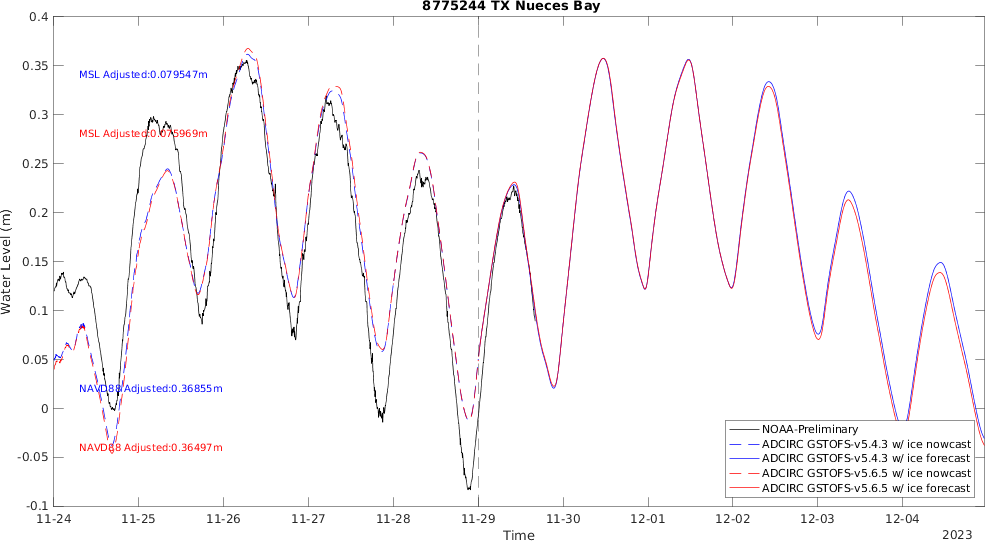 8775244 TX Nueces Bay
0.4
0.35
0.3
0.25
0.2
0.15
0.1
0.05
0
-0.05
-0.1
Water Level (m)
MSL Adjusted:0.079547m
MSL Adjusted:0.075969m
NAVD88 Adjusted:0.36855m
NAVD88 Adjusted:0.36497m
NOAA-Preliminary
ADCIRC GSTOFS-v5.4.3 w/ ice nowcast
ADCIRC GSTOFS-v5.4.3 w/ ice forecast
ADCIRC GSTOFS-v5.6.5 w/ ice nowcast
ADCIRC GSTOFS-v5.6.5 w/ ice forecast
11-24 11-25 11-26 11-27 11-28 11-29 11-30 12-01 12-02 12-03 12-04
Time
2023